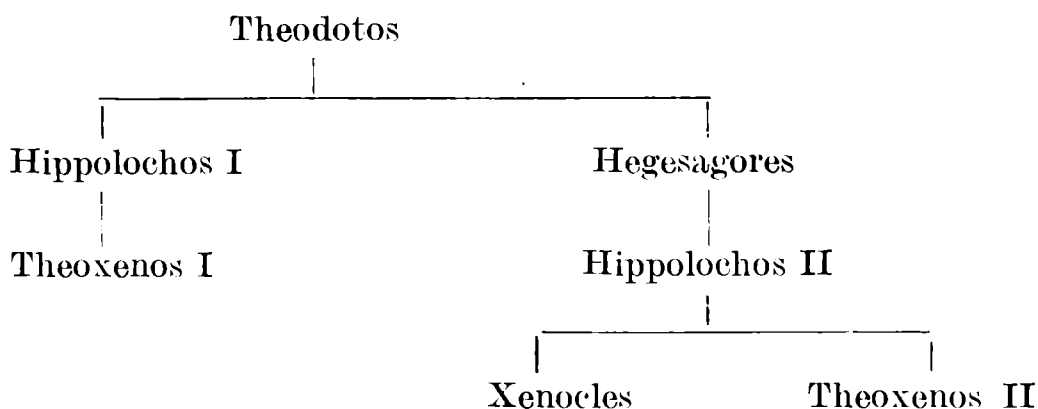 Theodotos
Hippolochos I Hegesagores
Theoxenos I Hippolochos II
Xenocles Theoxenos II